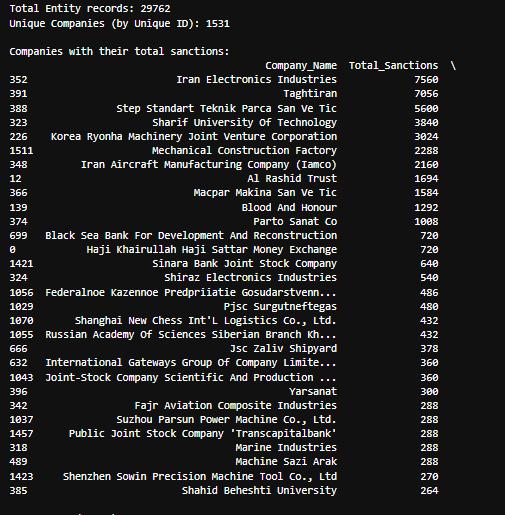 Total Entity records: 29762
Unique Companies (by Unique ID): 1531
Companies with their total sanctions:
Company_Name Total_Sanctions \
352 Iran Electronics Industries 7560
391 Taghtiran 7056
388 Step Standart Teknik Parca San Ve Tic 5600
323 Sharif University Of Technology 3840
226 Korea Ryonha Machinery Joint Venture Corporation 3024
1511 Mechanical Construction Factory 2288
348 Iran Aircraft Manufacturing Company (Iamco) 2160
12 Al Rashid Trust 1694
366 Macpar Makina San Ve Tic 1584
139 Blood And Honour 1292
374 Parto Sanat Co 1008
699 Black Sea Bank For Development And Reconstruction 720
0 Haji Khairullah Haji Sattar Money Exchange 720
1421 Sinara Bank Joint Stock Company 640
324 Shiraz Electronics Industries 540
1056 Federalnoe Kazennoe Predpriiatie Gosudarstvenn... 486
1029 Pjsc Surgutneftegas 480
1070 Shanghai New Chess Int'L Logistics Co., Ltd. 432
1055 Russian Academy Of Sciences Siberian Branch Kh... 432
666 Jsc Zaliv Shipyard 378
632 International Gateways Group Of Company Limite... 360
1043 Joint-Stock Company Scientific And Production ... 360
396 Yarsanat 300
342 Fajr Aviation Composite Industries 288
1037 Suzhou Parsun Power Machine Co., Ltd. 288
1457 Public Joint Stock Company 'Transcapitalbank' 288
318 Marine Industries 288
489 Machine Sazi Arak 288
1423 Shenzhen Sowin Precision Machine Tool Co., Ltd 270
385 Shahid Beheshti University 264